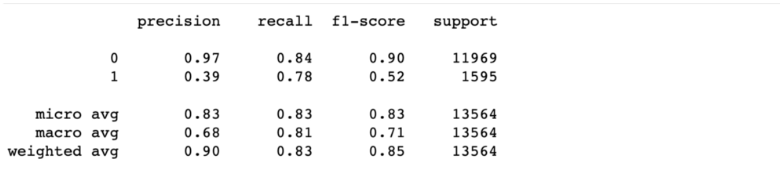 precision recall f1-score support
0 0.97 0.84 0.90 11969
1 0.39 0.78 0.52 1595
micro avg 0.83 0.83 0.83 13564
macro avg 0.68 0.81 0.71 13564
weighted avg 0.90 0.83 0.85 13564